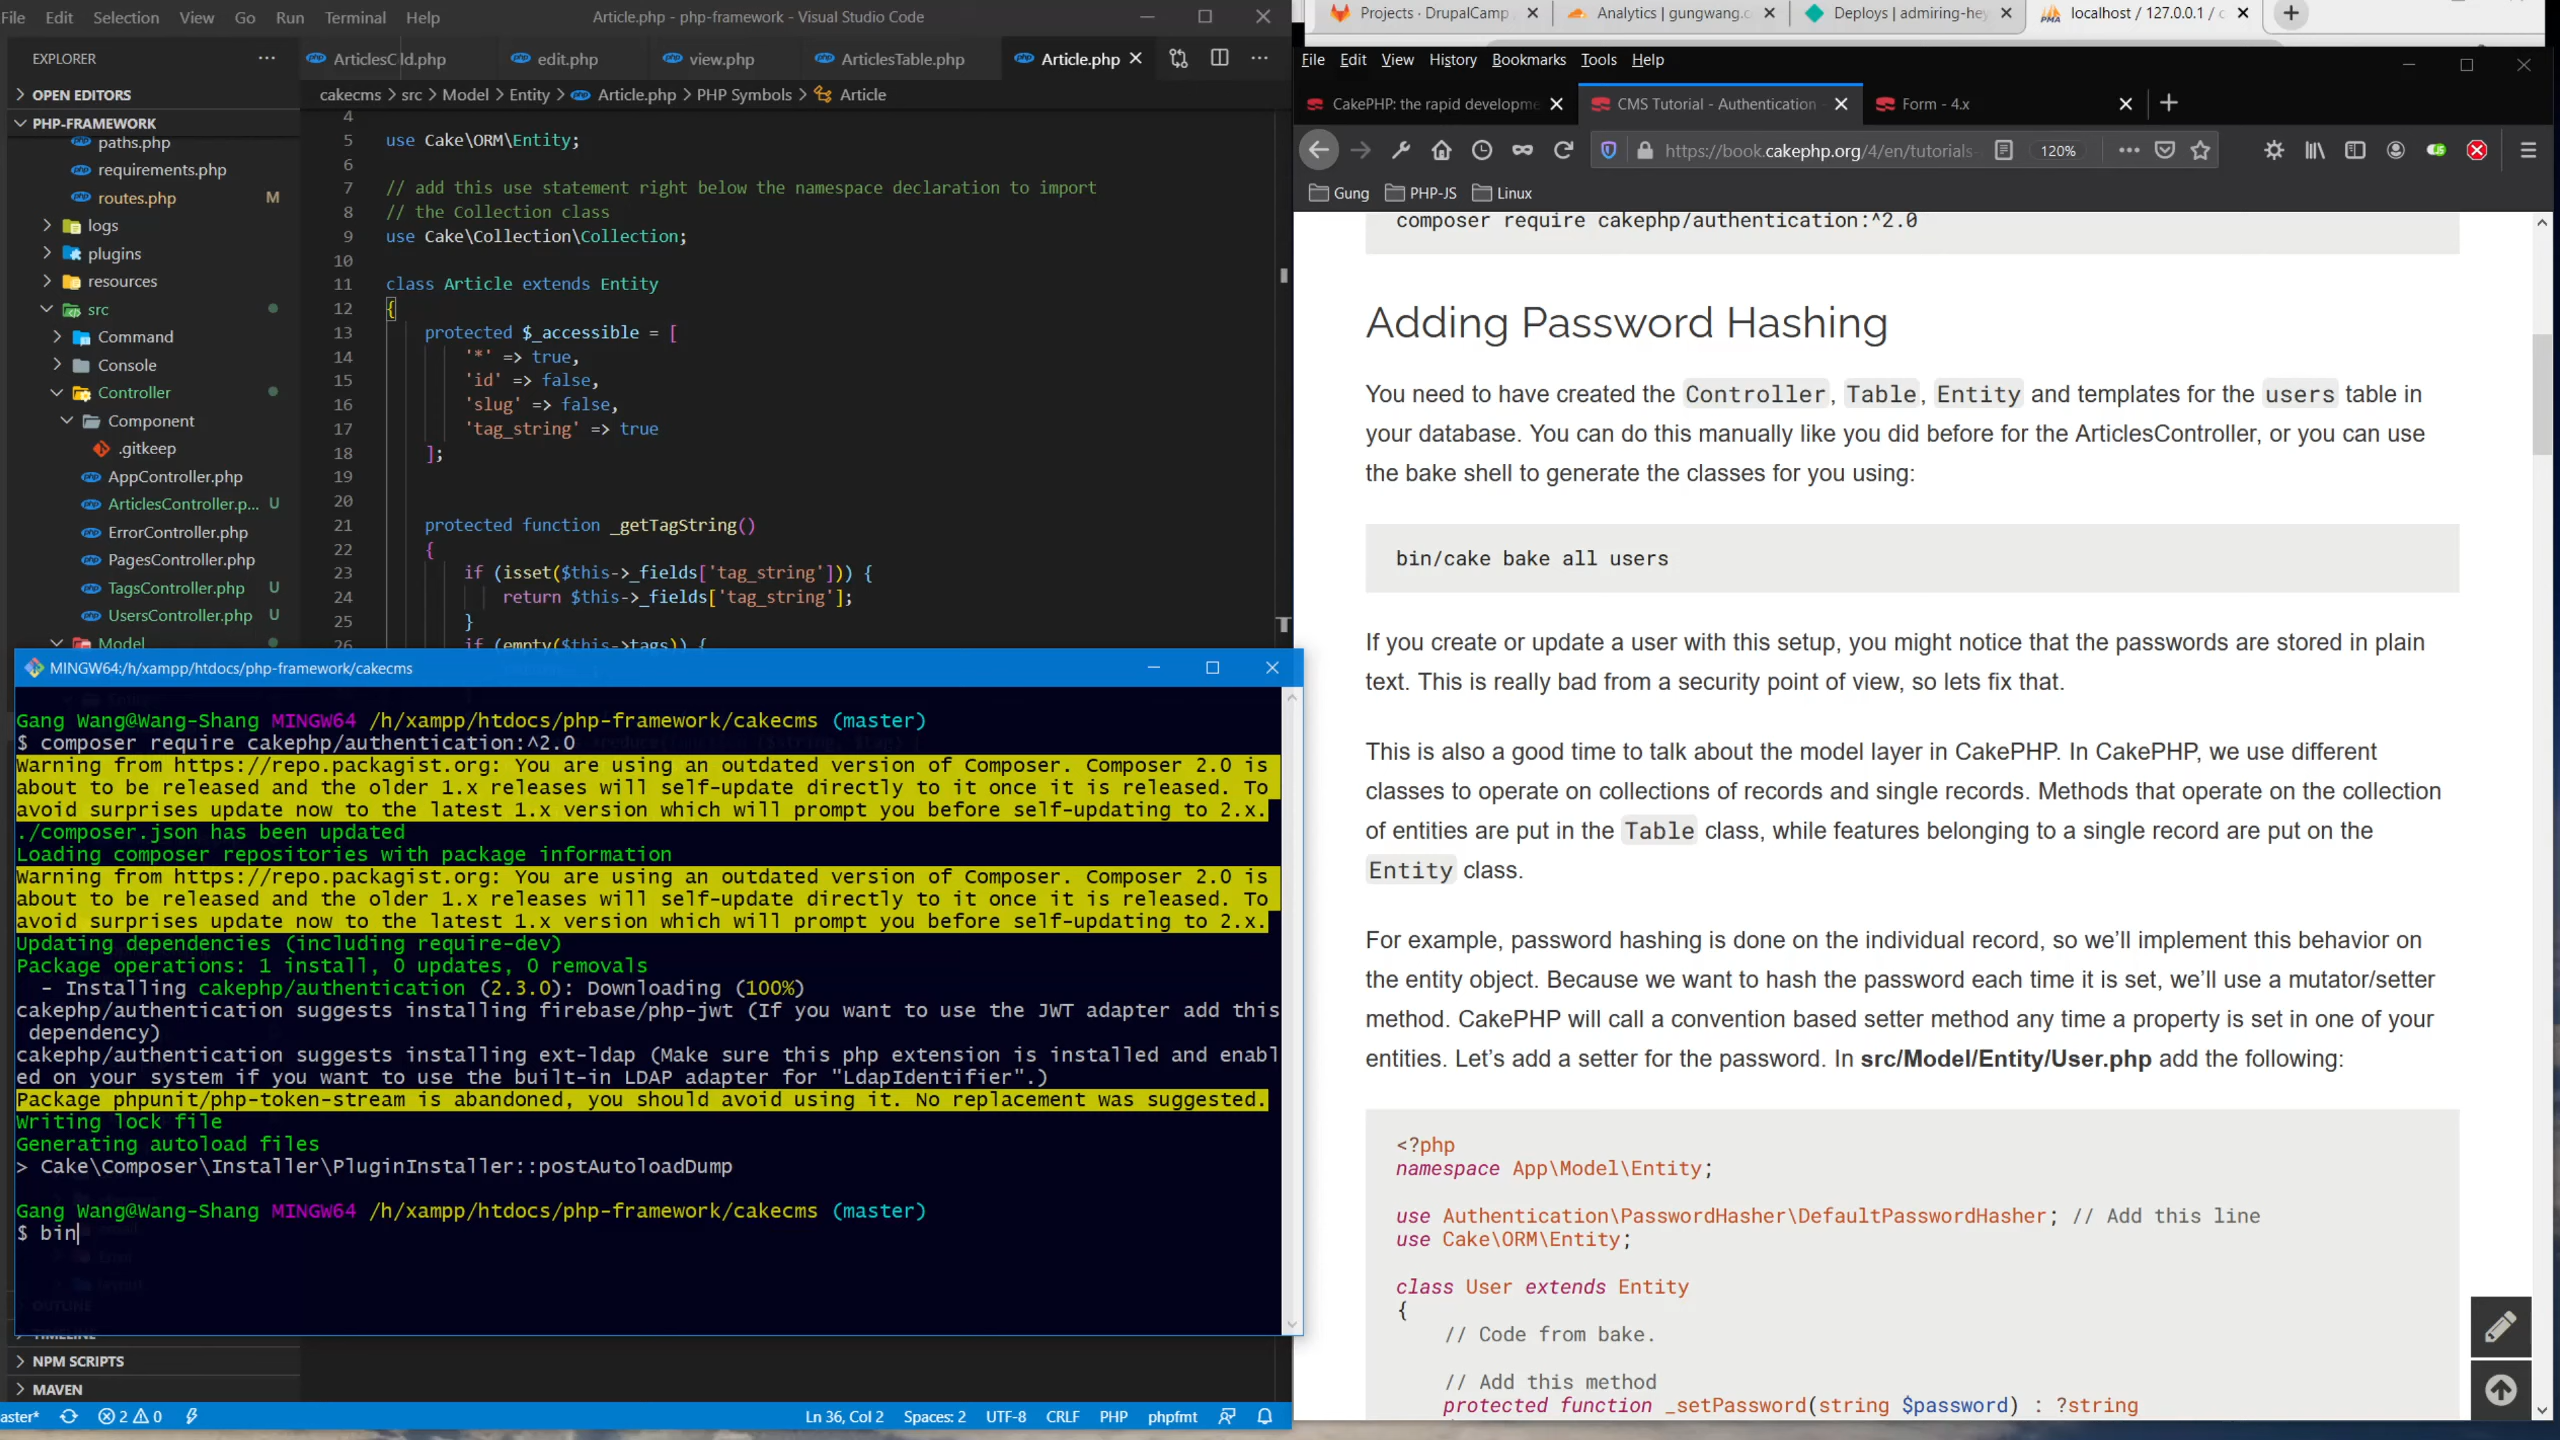 File Edit Selection View Go Run Terminal Help
Article.php - php-framework - Visual Studio Code
EXPLORER
OPEN EDITORS
PHP-FRAMEWORK
paths.php
requirements.php
routes.php M
logs
plugins
resources
src
Command
Console
Controller
Component
.gitkeep
AppController.php
ArticlesController.p... U
ErrorController.php
PagesController.php
TagsController.php U
UsersController.php U
Model
OUTLINE
TIMELINE
NPM SCRIPTS
MAVEN
ArticlesC ld.php edit.php view.php ArticlesTable.php Article.php
cakecms > src > Model > Entity > Article.php > PHP Symbols > Article
4
5 use Cake\ORM\Entity;
6
7 // add this use statement right below the namespace declaration to import
8 // the Collection class
9 use Cake\Collection\Collection;
10
11 class Article extends Entity
12 {
13 protected $_accessible = [
14 '*' => true,
15 'id' => false,
16 'slug' => false,
17 'tag_string' => true
18 ];
19
20
21 protected function _getTagString()
22 {
23 if (isset($this->_fields['tag_string'])) {
24 return $this->_fields['tag_string'];
25 }
26 if (empty($this->tags)) {
MINGW64:/h/xampp/htdocs/php-framework/cakecms
Gang Wang@Wang-Shang MINGW64 /h/xampp/htdocs/php-framework/cakecms (master)
$ composer require cakephp/authentication:^2.0
Warning from https://repo.packagist.org: You are using an outdated version of Composer. Composer 2.0 is
about to be released and the older 1.x releases will self-update directly to it once it is released. To
avoid surprises update now to the latest 1.x version which will prompt you before self-updating to 2.x.
./composer.json has been updated
Loading composer repositories with package information
Warning from https://repo.packagist.org: You are using an outdated version of Composer. Composer 2.0 is
about to be released and the older 1.x releases will self-update directly to it once it is released. To
avoid surprises update now to the latest 1.x version which will prompt you before self-updating to 2.x.
Updating dependencies (including require-dev)
Package operations: 1 install, 0 updates, 0 removals
- Installing cakephp/authentication (2.3.0): Downloading (100%)
cakephp/authentication suggests installing firebase/php-jwt (If you want to use the JWT adapter add this
dependency)
cakephp/authentication suggests installing ext-ldap (Make sure this php extension is installed and enabl
ed on your system if you want to use the built-in LDAP adapter for "LdapIdentifier".)
Package phpunit/php-token-stream is abandoned, you should avoid using it. No replacement was suggested.
Writing lock file
Generating autoload files
> Cake\Composer\Installer\PluginInstaller::postAutoloadDump
Gang Wang@Wang-Shang MINGW64 /h/xampp/htdocs/php-framework/cakecms (master)
$ bin
aster* 2 0 Ln 36, Col 2 Spaces: 2 UTF-8 CRLF PHP phpfmt
Projects · DrupalCamp Analytics | gungwang.c Deploys | admiring-hey localhost / 127.0.0.1 / c
File Edit View History Bookmarks Tools Help
CakePHP: the rapid developme CMS Tutorial - Authentication Form - 4.x
https://book.cakephp.org/4/en/tutorials- 120%
Gung PHP-JS Linux
composer require cakephp/authentication:^2.0
Adding Password Hashing
You need to have created the Controller, Table, Entity and templates for the users table in
your database. You can do this manually like you did before for the ArticlesController, or you can use
the bake shell to generate the classes for you using:
bin/cake bake all users
If you create or update a user with this setup, you might notice that the passwords are stored in plain
text. This is really bad from a security point of view, so lets fix that.
This is also a good time to talk about the model layer in CakePHP. In CakePHP, we use different
classes to operate on collections of records and single records. Methods that operate on the collection
of entities are put in the Table class, while features belonging to a single record are put on the
Entity class.
For example, password hashing is done on the individual record, so we'll implement this behavior on
the entity object. Because we want to hash the password each time it is set, we'll use a mutator/setter
method. CakePHP will call a convention based setter method any time a property is set in one of your
entities. Let's add a setter for the password. In src/Model/Entity/User.php add the following:
<?php
namespace App\Model\Entity;
use Authentication\PasswordHasher\DefaultPasswordHasher; // Add this line
use Cake\ORM\Entity;
class User extends Entity
{
// Code from bake.
// Add this method
protected function _setPassword(string $password) : ?string